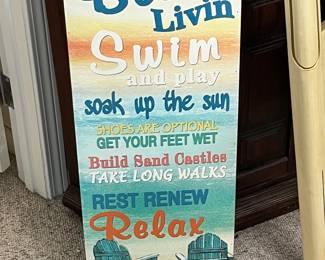 Livin
Swim
and play
soak up the sun
SHOES ARE OPTIONAL
GET YOUR FEET WET
Build Sand Castles
TAKE LONG WALKS
REST RENEW
Relax